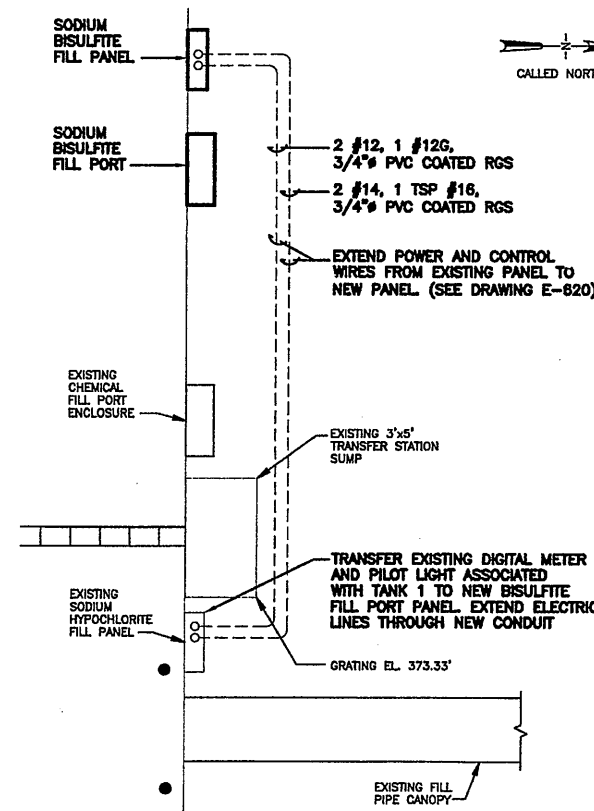 SODIUM
BISULFITE
FILL PANEL
N
CALLED NORT
SODIUM
BISULFITE
FILL PORT
2 #12, 1 #12G,
3/4"ø PVC COATED RGS
2 #14, 1 TSP #16,
3/4"ø PVC COATED RGS
EXTEND POWER AND CONTROL
WIRES FROM EXISTING PANEL TO
NEW PANEL. (SEE DRAWING E-620)
EXISTING
CHEMICAL
FILL PORT
ENCLOSURE
EXISTING 3'x5'
TRANSFER STATION
SUMP
TRANSFER EXISTING DIGITAL METER
AND PILOT LIGHT ASSOCIATED
WITH TANK 1 TO NEW BISULFITE
FILL PORT PANEL. EXTEND ELECTRIC
LINES THROUGH NEW CONDUIT
EXISTING
SODIUM
HYPOCHLORITE
FILL PANEL
GRATING EL. 373.33'
EXISTING FILL
PIPE CANOPY